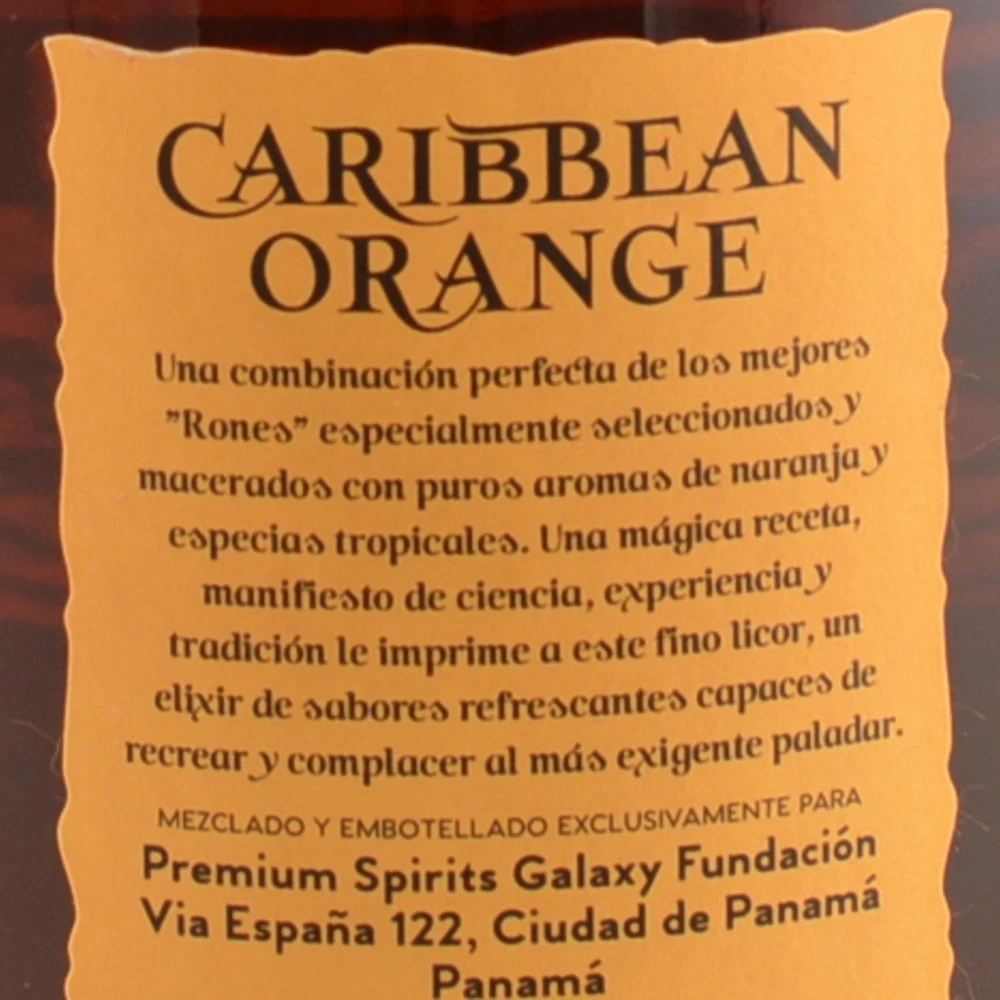 CARIBBEAN
ORANGE
Una combinación perfecta de los mejores
"Rones" especialmente seleccionados y
macerados con puros aromas de naranja y
especias tropicales. Una mágica receta,
manifiesto de ciencia, experiencia y
tradición le imprime a este fino licor, un
elixir de sabores refrescantes capaces de
recrear y complacer al más exigente paladar.
MEZCLADO Y EMBOTELLADO EXCLUSIVAMENTE PARA
Premium Spirits Galaxy Fundación
Via España 122, Ciudad de Panamá
Panamá